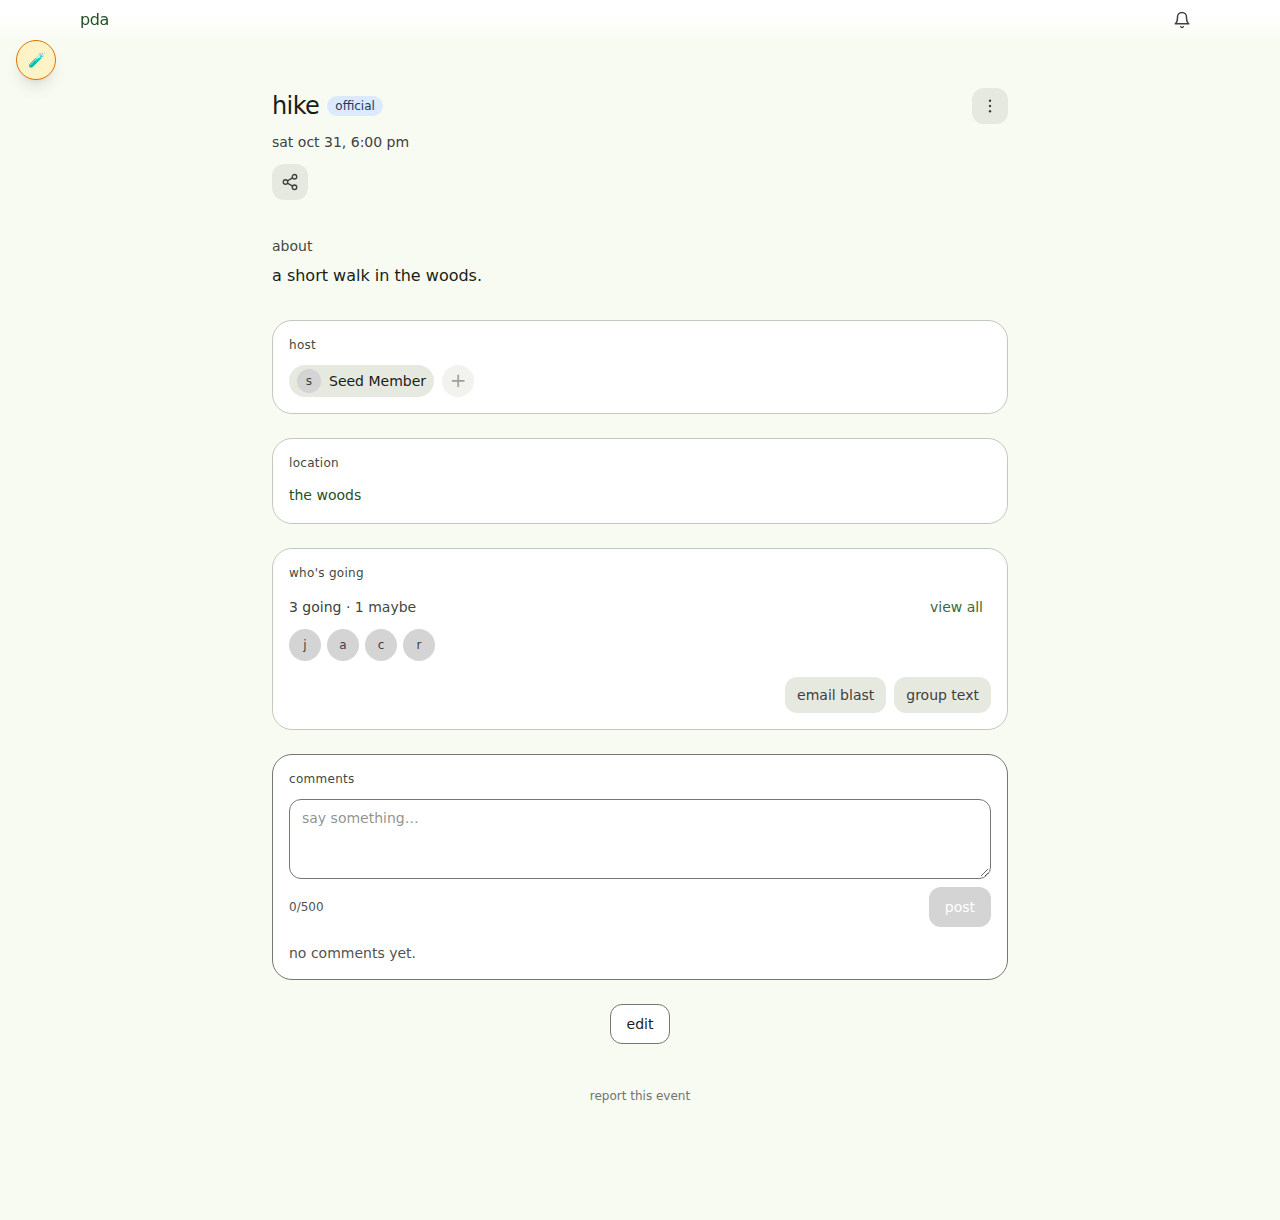 pda
hike official
sat oct 31, 6:00 pm
about
a short walk in the woods.
host
s Seed Member
location
the woods
who's going
3 going · 1 maybe view all
j a c r
email blast group text
comments
say something…
0/500 post
no comments yet.
edit
report this event